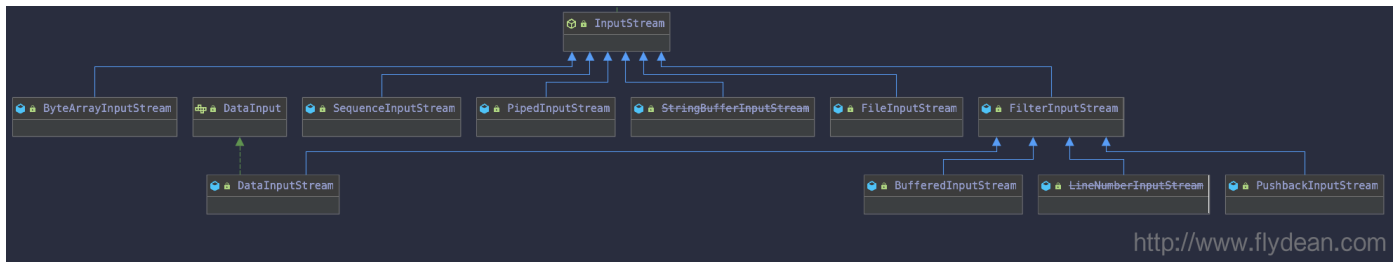 InputStream
ByteArrayInputStream
DataInput
SequenceInputStream
PipedInputStream
StringBufferInputStream
FileInputStream
FilterInputStream
DataInputStream
BufferedInputStream
LineNumberInputStream
PushbackInputStream
http://www.flydean.com